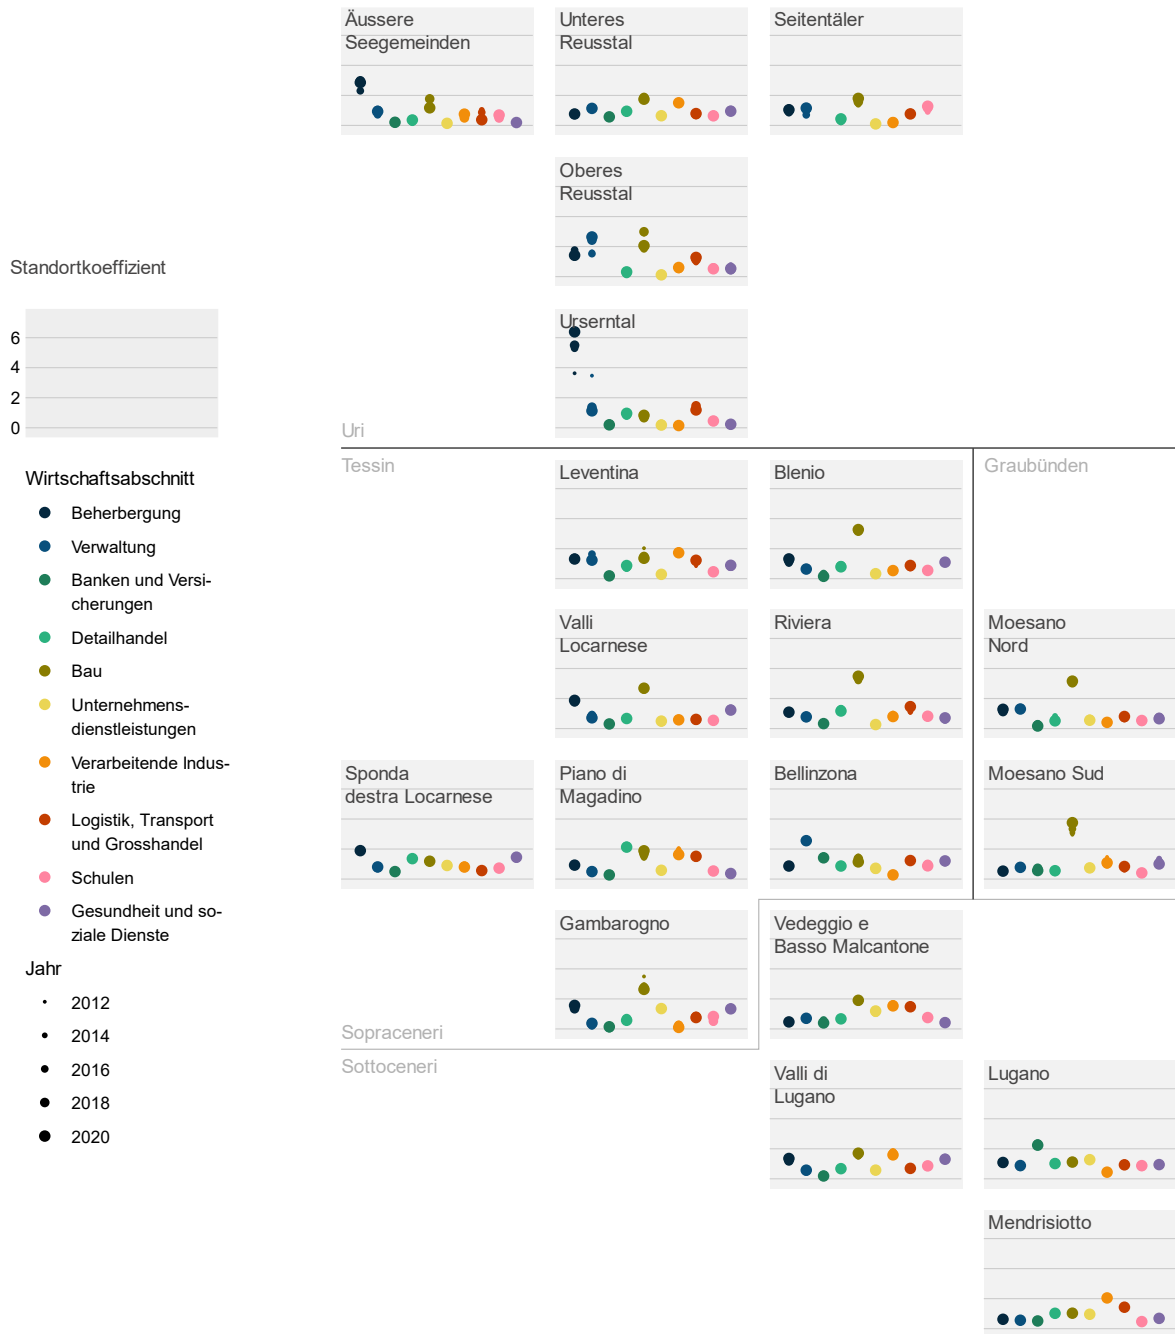 Äussere
Seegemeinden
Unteres
Reusstal
Seitentäler
Oberes
Reusstal
Urserntal
Uri
Standortkoeffizient
6
4
2
0
Wirtschaftsabschnitt
Beherbergung
Verwaltung
Banken und Versi-
cherungen
Detailhandel
Bau
Unternehmens-
dienstleistungen
Verarbeitende Indus-
trie
Logistik, Transport
und Grosshandel
Schulen
Gesundheit und so-
ziale Dienste
Jahr
2012
2014
2016
2018
2020
Tessin
Leventina
Blenio
Graubünden
Valli
Locarnese
Riviera
Moesano
Nord
Sponda
destra Locarnese
Piano di
Magadino
Bellinzona
Moesano Sud
Gambarogno
Vedeggio e
Basso Malcantone
Sopraceneri
Sottoceneri
Valli di
Lugano
Lugano
Mendrisiotto